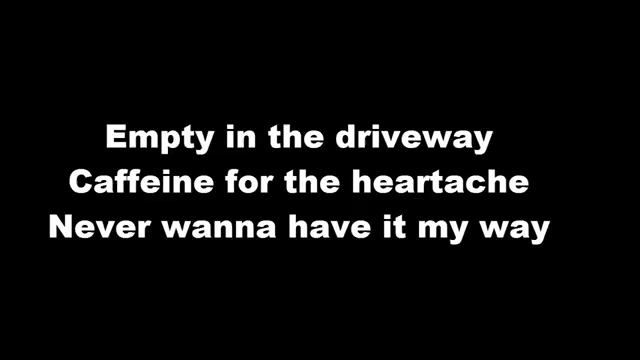 Empty in the driveway
Caffeine for the heartache
Never wanna have it my way